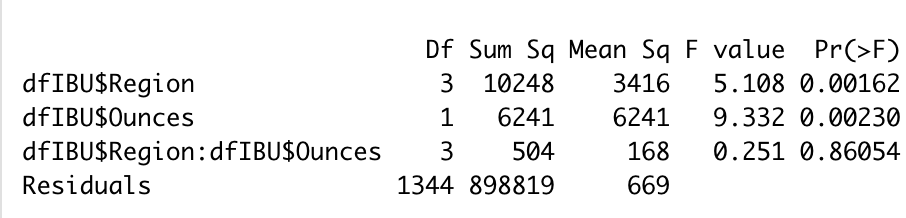 Df Sum Sq Mean Sq F value Pr(>F)
dfIBU$Region 3 10248 3416 5.108 0.00162
dfIBU$Ounces 1 6241 6241 9.332 0.00230
dfIBU$Region:dfIBU$Ounces 3 504 168 0.251 0.86054
Residuals 1344 898819 669